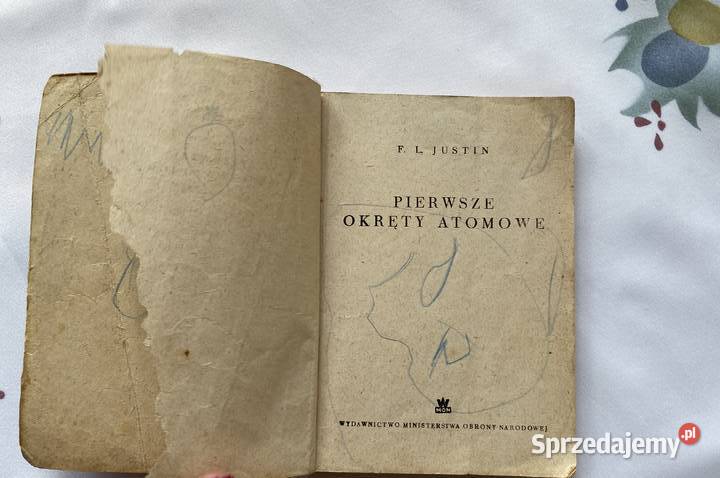 F. L. JUSTIN
PIERWSZE
OKRĘTY ATOMOWE
MON
WYDAWNICTWO MINISTERSTWA OBRONY NARODOWEJ
Sprzedajemy.pl